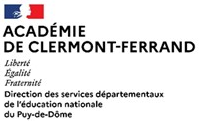 ACADÉMIE
DE CLERMONT-FERRAND
Liberté
Égalité
Fraternité
Direction des services départementaux
de l'éducation nationale
du Puy-de-Dôme